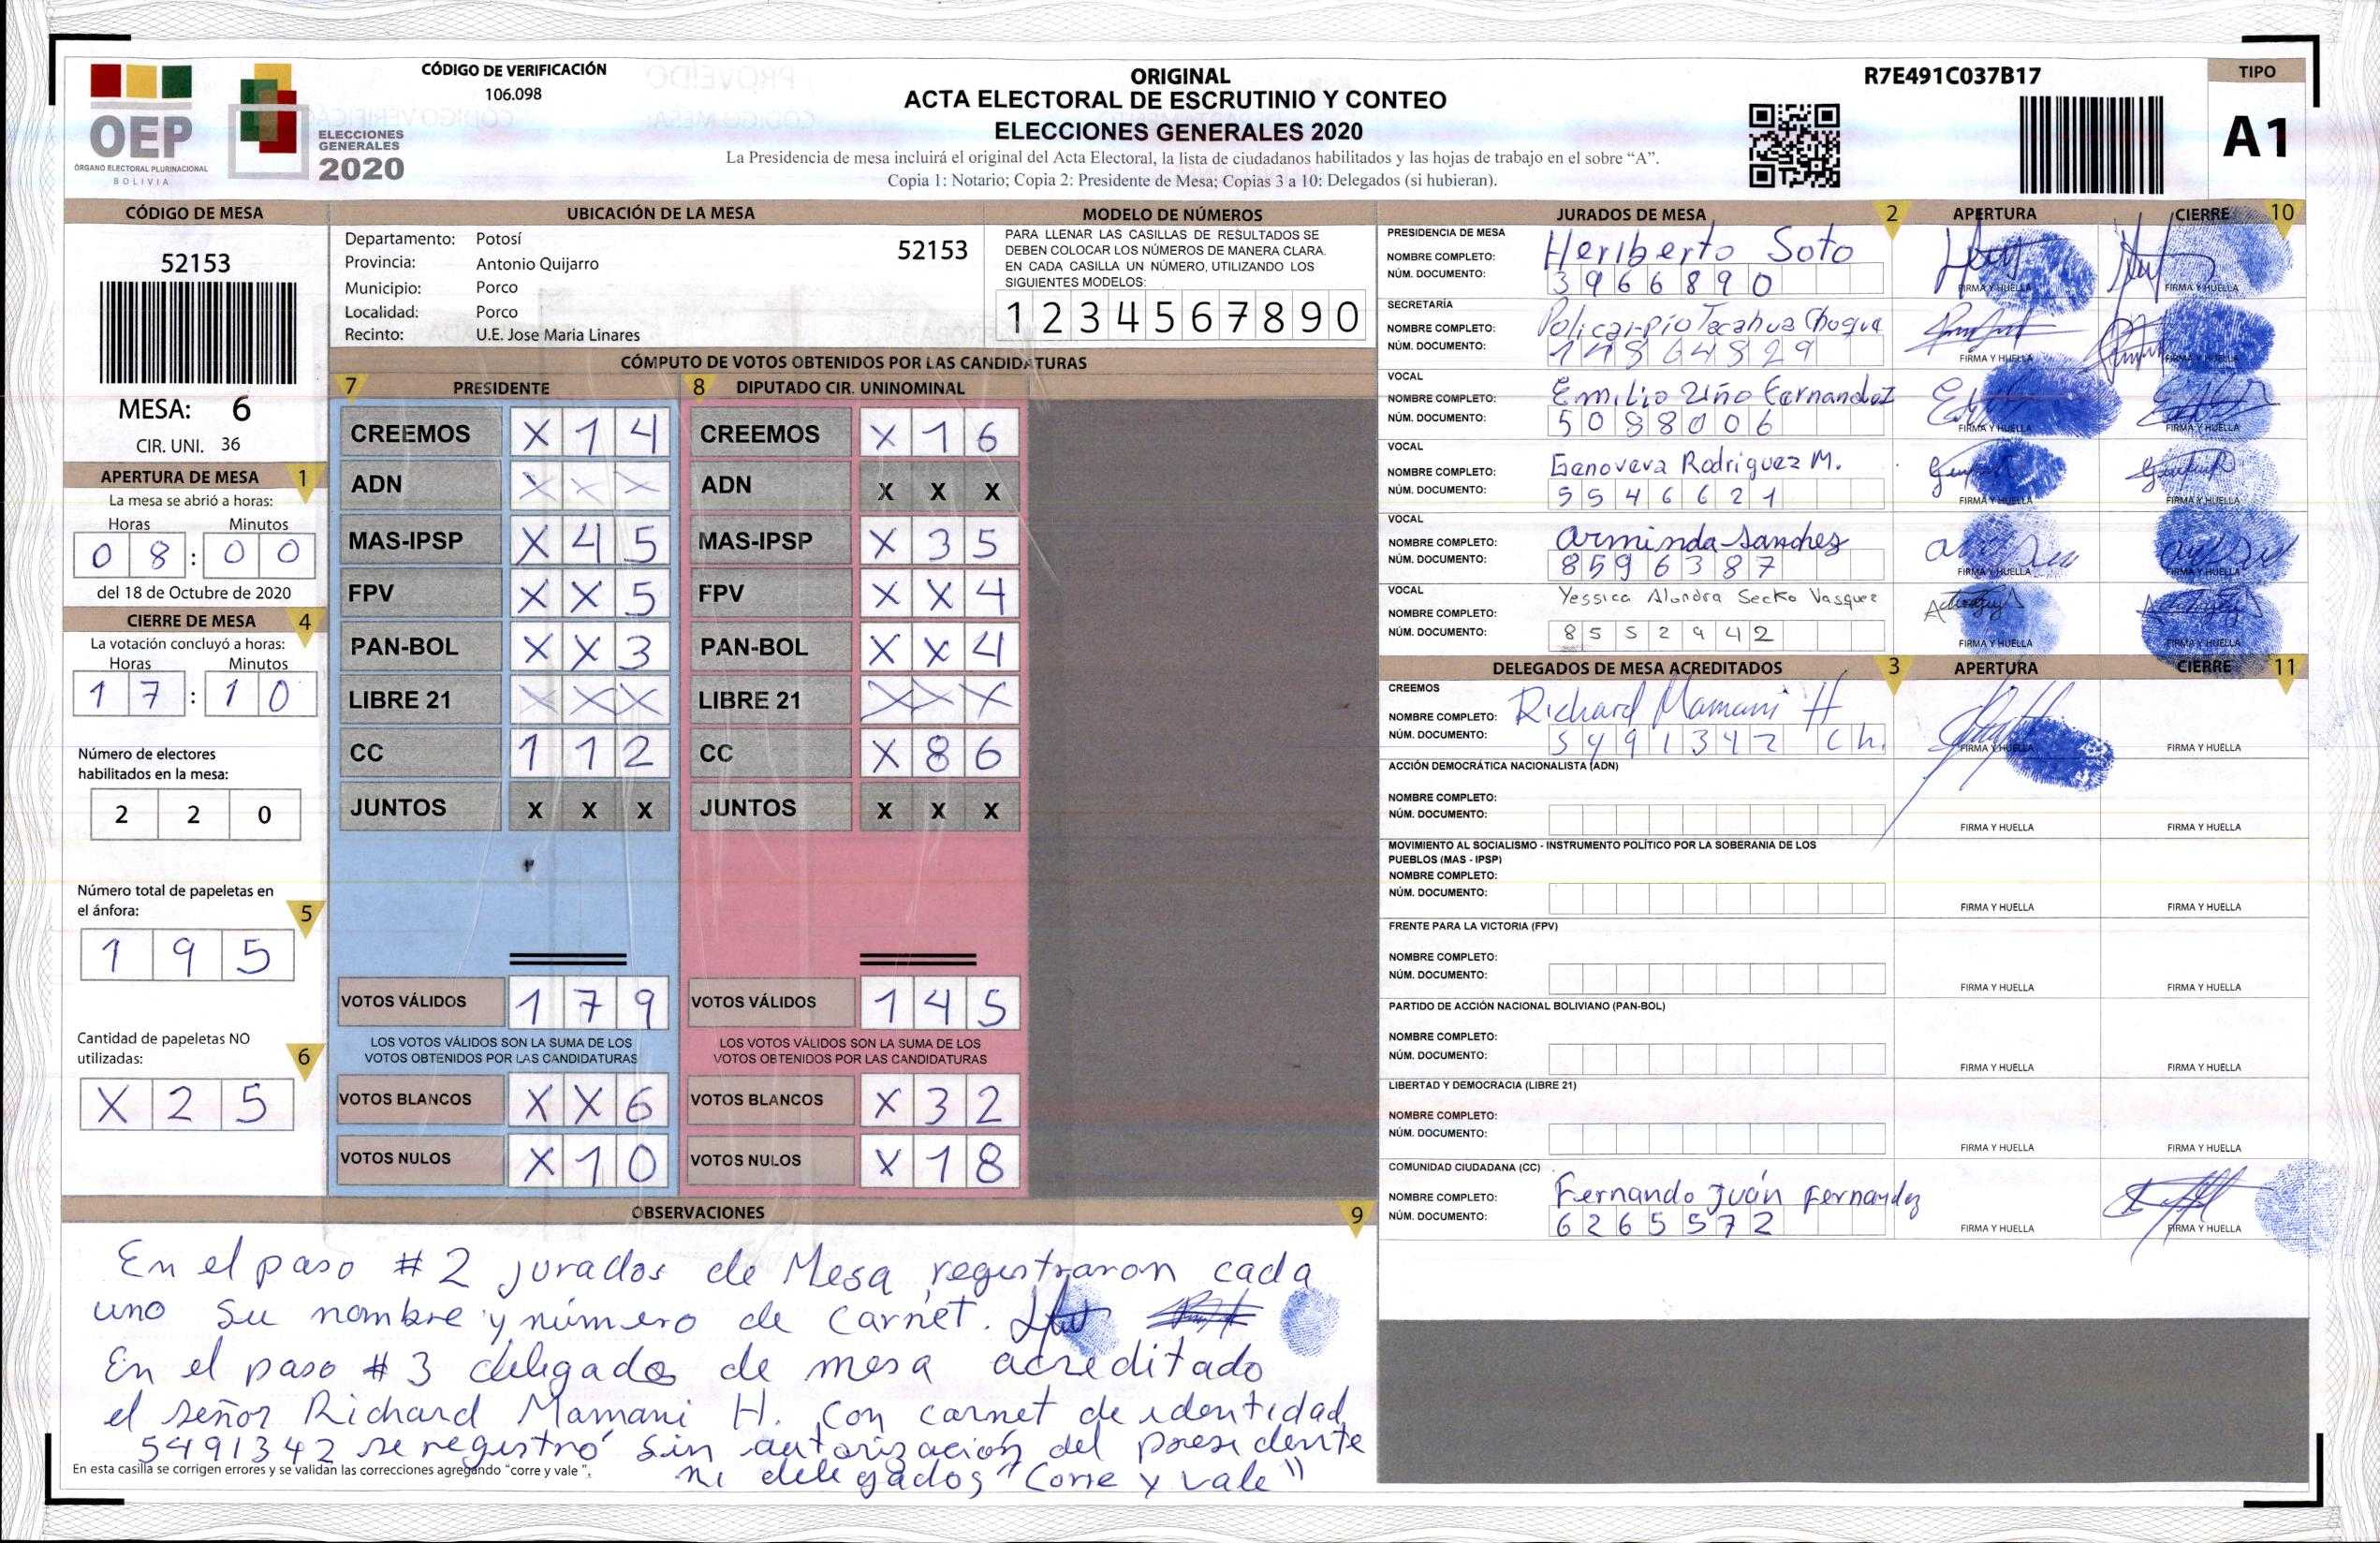 CÓDIGO DE VERIFICACIÓN
106.098
OEP
ÓRGANO ELECTORAL PLURINACIONAL
BOLIVIA
ELECCIONES
GENERALES
2020
ORIGINAL
ACTA ELECTORAL DE ESCRUTINIO Y CONTEO
ELECCIONES GENERALES 2020
La Presidencia de mesa incluirá el original del Acta Electoral, la lista de ciudadanos habilitados y las hojas de trabajo en el sobre “A”.
Copia 1: Notario; Copia 2: Presidente de Mesa; Copias 3 a 10: Delegados (si hubieran).
R7E491C037B17
TIPO
A1
CÓDIGO DE MESA
52153
MESA: 6
CIR. UNI. 36
APERTURA DE MESA 1
La mesa se abrió a horas:
Horas Minutos
0 8 : 0 0
del 18 de Octubre de 2020
CIERRE DE MESA 4
La votación concluyó a horas:
Horas Minutos
1 7 : 1 0
Número de electores
habilitados en la mesa:
2 2 0
Número total de papeletas en
el ánfora: 5
1 9 5
Cantidad de papeletas NO
utilizadas: 6
X 2 5
UBICACIÓN DE LA MESA
Departamento: Potosí
52153
Provincia: Antonio Quijarro
Municipio: Porco
Localidad: Porco
Recinto: U.E. Jose Maria Linares
MODELO DE NÚMEROS
PARA LLENAR LAS CASILLAS DE RESULTADOS SE
DEBEN COLOCAR LOS NÚMEROS DE MANERA CLARA.
EN CADA CASILLA UN NÚMERO, UTILIZANDO LOS
SIGUIENTES MODELOS:
1 2 3 4 5 6 7 8 9 0
CÓMPUTO DE VOTOS OBTENIDOS POR LAS CANDIDATURAS
7 PRESIDENTE
CREEMOS X 1 4
ADN X X X
MAS-IPSP X 4 5
FPV X X 5
PAN-BOL X X 3
LIBRE 21 X X X
CC 1 1 2
JUNTOS X X X
VOTOS VÁLIDOS 1 7 9
LOS VOTOS VÁLIDOS SON LA SUMA DE LOS
VOTOS OBTENIDOS POR LAS CANDIDATURAS
VOTOS BLANCOS X X 6
VOTOS NULOS X 1 0
8 DIPUTADO CIR. UNINOMINAL
CREEMOS X 1 6
ADN X X X
MAS-IPSP X 3 5
FPV X X 4
PAN-BOL X X 4
LIBRE 21 X X X
CC X 8 6
JUNTOS X X X
VOTOS VÁLIDOS 1 4 5
LOS VOTOS VÁLIDOS SON LA SUMA DE LOS
VOTOS OBTENIDOS POR LAS CANDIDATURAS
VOTOS BLANCOS X 3 2
VOTOS NULOS X 1 8
JURADOS DE MESA 2 APERTURA CIERRE 10
PRESIDENCIA DE MESA
NOMBRE COMPLETO: Heriberto Soto
NÚM. DOCUMENTO: 3966890
FIRMA Y HUELLA FIRMA Y HUELLA
SECRETARÍA
NOMBRE COMPLETO: Policarpio Tacahua Choque
NÚM. DOCUMENTO:
FIRMA Y HUELLA FIRMA Y HUELLA
VOCAL
NOMBRE COMPLETO: Emilio Uño Fernandez
NÚM. DOCUMENTO: 5098006
FIRMA Y HUELLA FIRMA Y HUELLA
VOCAL
NOMBRE COMPLETO: Genoveva Rodriguez M.
NÚM. DOCUMENTO: 5546621
FIRMA Y HUELLA FIRMA Y HUELLA
VOCAL
NOMBRE COMPLETO: Arminda Sanchez
NÚM. DOCUMENTO: 8596387
FIRMA Y HUELLA FIRMA Y HUELLA
VOCAL
NOMBRE COMPLETO: Yessica Alondra Secko Vasquez
NÚM. DOCUMENTO: 8552942
FIRMA Y HUELLA FIRMA Y HUELLA
DELEGADOS DE MESA ACREDITADOS 3 APERTURA CIERRE 11
CREEMOS
NOMBRE COMPLETO: Richard Mamani H
NÚM. DOCUMENTO: 5491342 Ch.
FIRMA Y HUELLA FIRMA Y HUELLA
ACCIÓN DEMOCRÁTICA NACIONALISTA (ADN)
NOMBRE COMPLETO:
NÚM. DOCUMENTO:
FIRMA Y HUELLA FIRMA Y HUELLA
MOVIMIENTO AL SOCIALISMO - INSTRUMENTO POLÍTICO POR LA SOBERANIA DE LOS
PUEBLOS (MAS - IPSP)
NOMBRE COMPLETO:
NÚM. DOCUMENTO:
FIRMA Y HUELLA FIRMA Y HUELLA
FRENTE PARA LA VICTORIA (FPV)
NOMBRE COMPLETO:
NÚM. DOCUMENTO:
FIRMA Y HUELLA FIRMA Y HUELLA
PARTIDO DE ACCIÓN NACIONAL BOLIVIANO (PAN-BOL)
NOMBRE COMPLETO:
NÚM. DOCUMENTO:
FIRMA Y HUELLA FIRMA Y HUELLA
LIBERTAD Y DEMOCRACIA (LIBRE 21)
NOMBRE COMPLETO:
NÚM. DOCUMENTO:
FIRMA Y HUELLA FIRMA Y HUELLA
COMUNIDAD CIUDADANA (CC)
NOMBRE COMPLETO: Fernando Juán Fernandez
NÚM. DOCUMENTO: 6265572
FIRMA Y HUELLA FIRMA Y HUELLA
OBSERVACIONES 9
En el paso #2 jurados de Mesa registraron cada
uno su nombre y número de carnet.
En el paso #3 delegado de mesa acreditado
el señor Richard Mamani H. con carnet de identidad
5491342 se registró sin autorización del presidente
ni delegados "Corre y vale"
En esta casilla se corrigen errores y se validan las correcciones agregando “corre y vale”.